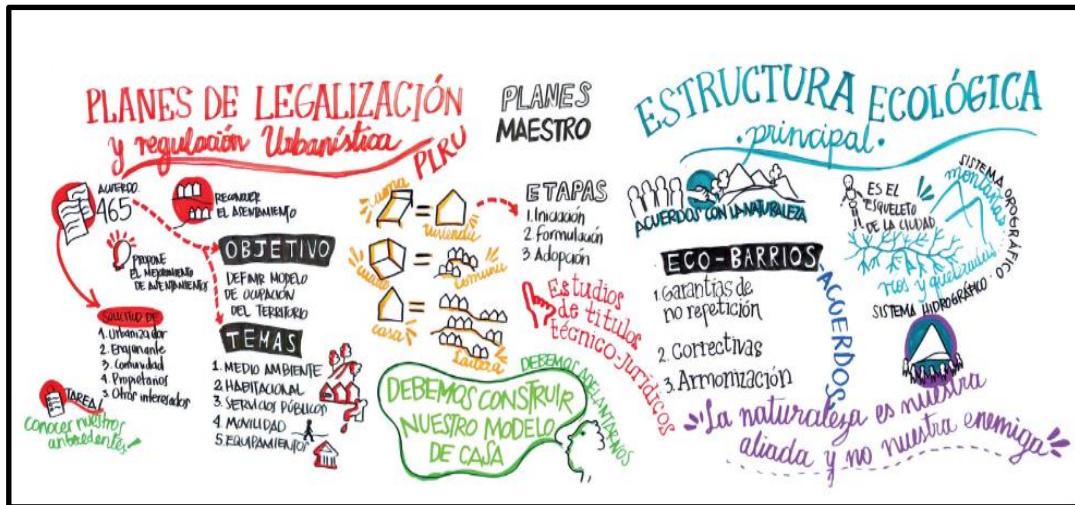 PLANES DE LEGALIZACIÓN
y regulación Urbanística
PLRU
ACUERDO
465
RECONOCER
EL ASENTAMIENTO
PROPONE
EL MEJORAMIENTO
DE ASENTAMIENTOS
SOLICITUD DE
1. Urbanizador
2. Enajenante
3. Comunidad
4. Propietarios
5. Otros interesados
TAREA!
conocer nuestros
antecedentes!
OBJETIVO
DEFINIR MODELO
DE OCUPACIÓN
DEL TERRITORIO
TEMAS
1. MEDIO AMBIENTE
2. HABITACIONAL
3. SERVICIOS PÚBLICOS
4. MOVILIDAD
5. EQUIPAMIENTOS
cama
vivienda
cuarto
comuna
casa
Ladera
PLANES
MAESTRO
ETAPAS
1. Iniciación
2. Formulación
3 Adopción
Estudios
de títulos
técnico-Jurídicos
DEBEMOS ADELANTARNOS
DEBEMOS CONSTRUIR
NUESTRO MODELO
DE CASA
ESTRUCTURA ECOLÓGICA
·principal·
ACUERDOS CON LA NATURALEZA
ES EL
ESQUELETO
DE LA CIUDAD
SISTEMA OROGRÁFICO
montañas
ríos y quebradas
SISTEMA HIDROGRÁFICO
ECO-BARRIOS
1. Garantías de
no repetición
2. Correctivas
3. Armonización
-ACUERDOS-
La naturaleza es nuestra
aliada y no nuestra enemiga